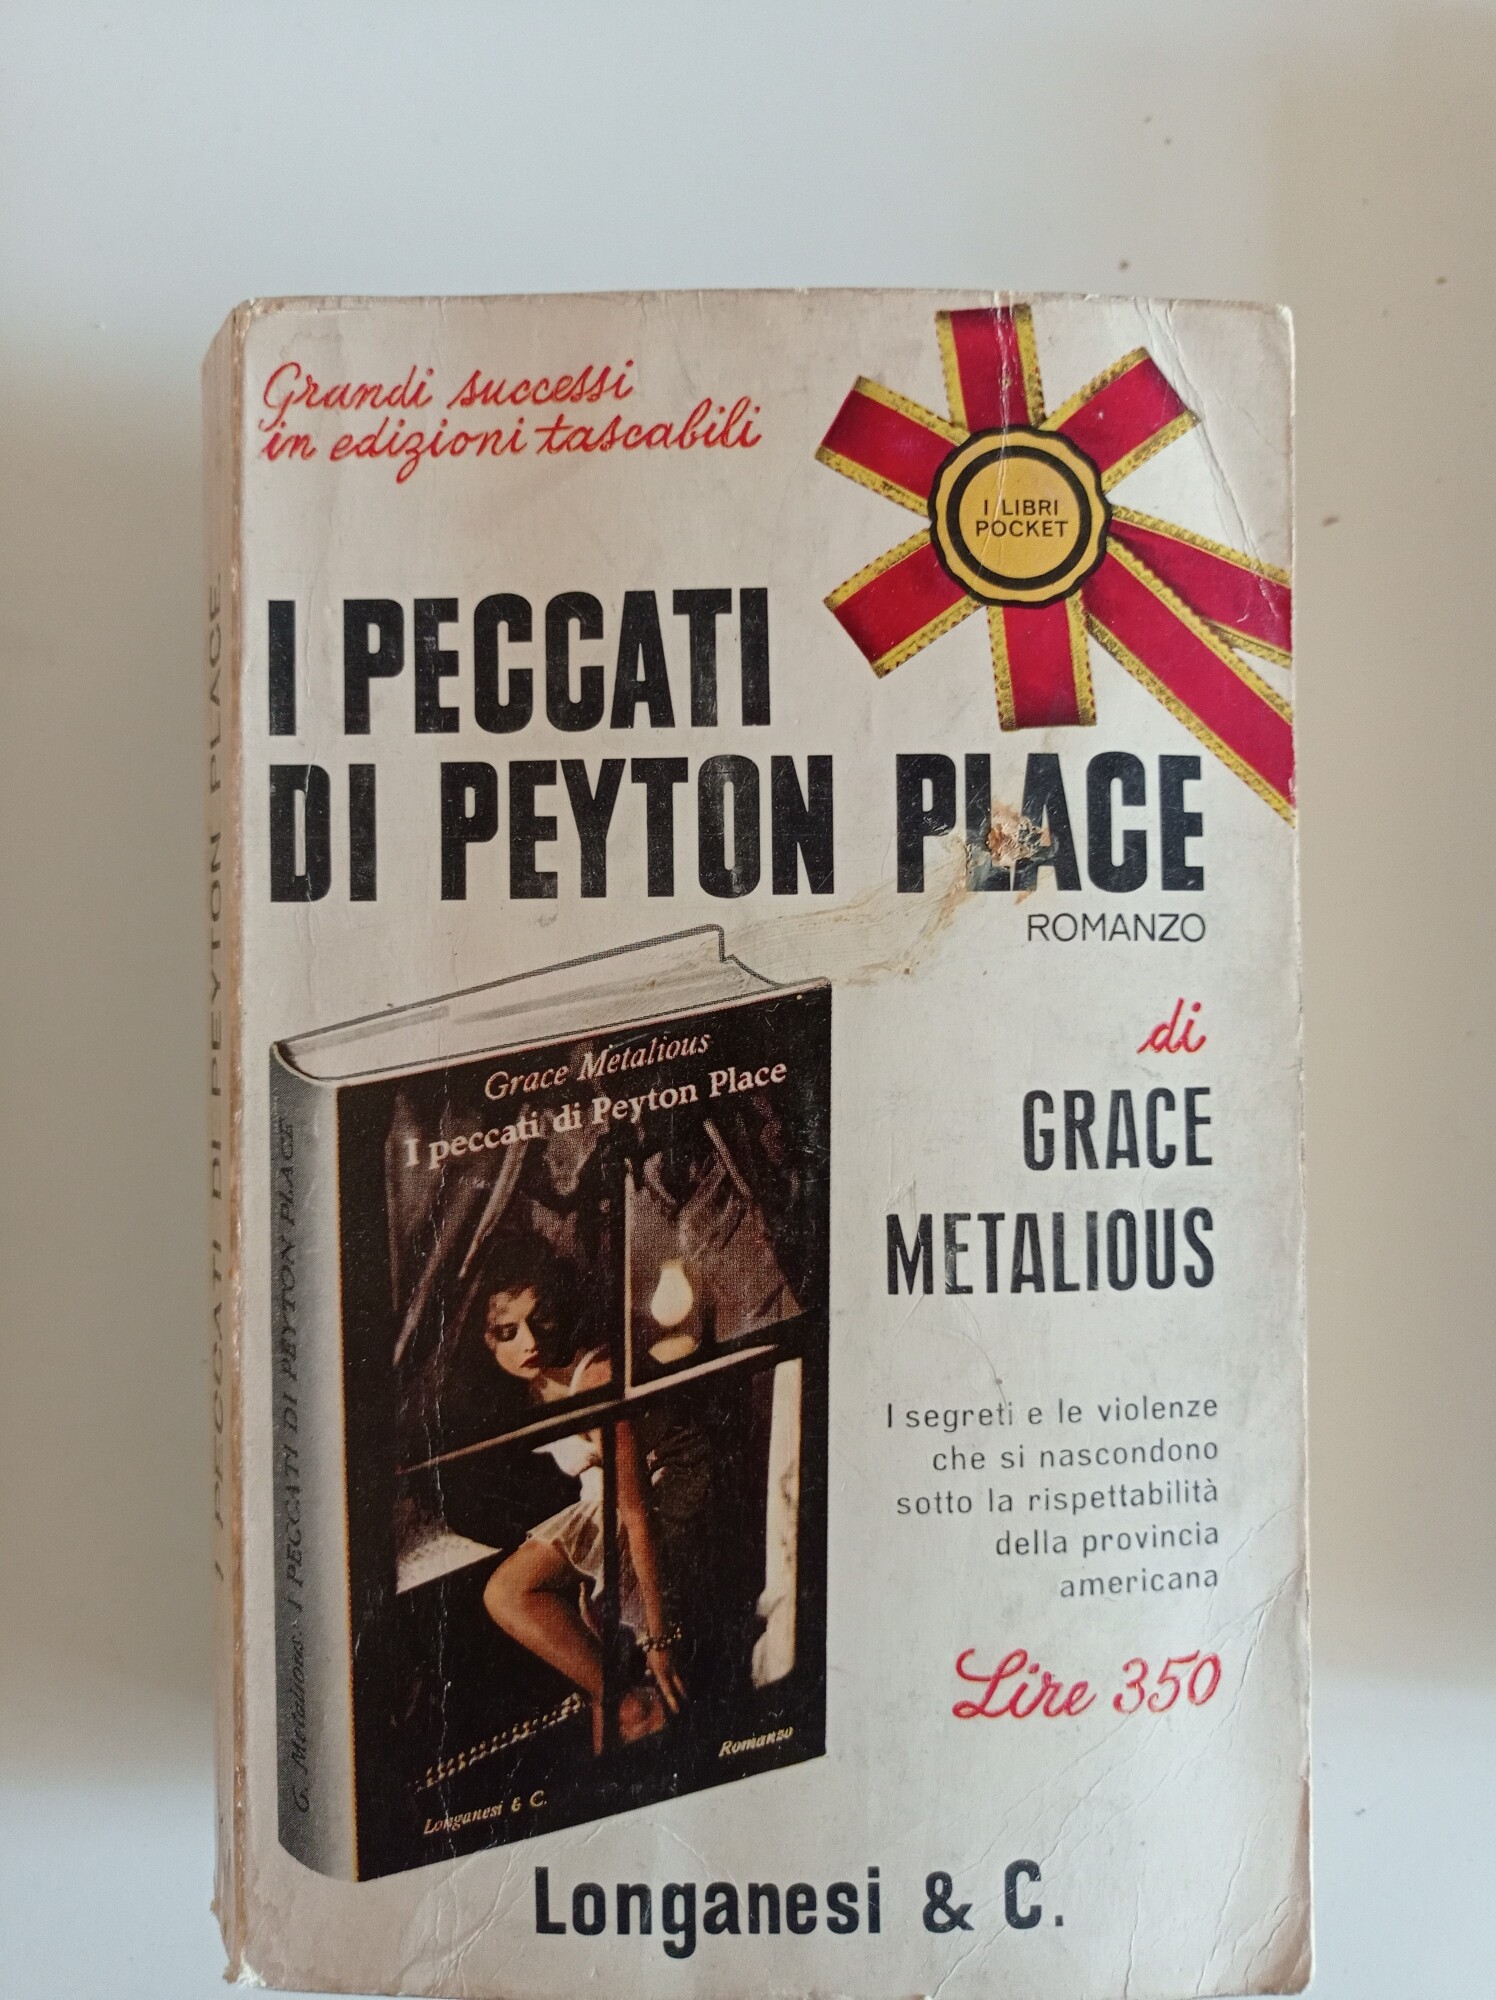 Grandi successi
in edizioni tascabili
I LIBRI
POCKET
I PECCATI
DI PEYTON PLACE
ROMANZO
di
GRACE
METALIOUS
I segreti e le violenze
che si nascondono
sotto la rispettabilità
della provincia
americana
Lire 350
Grace Metalious
I peccati di Peyton Place
Romanzo
Longanesi & C.
G. Metalious: I PECCATI DI PEYTON PLACE
Longanesi & C.
I PECCATI DI PEYTON PLACE